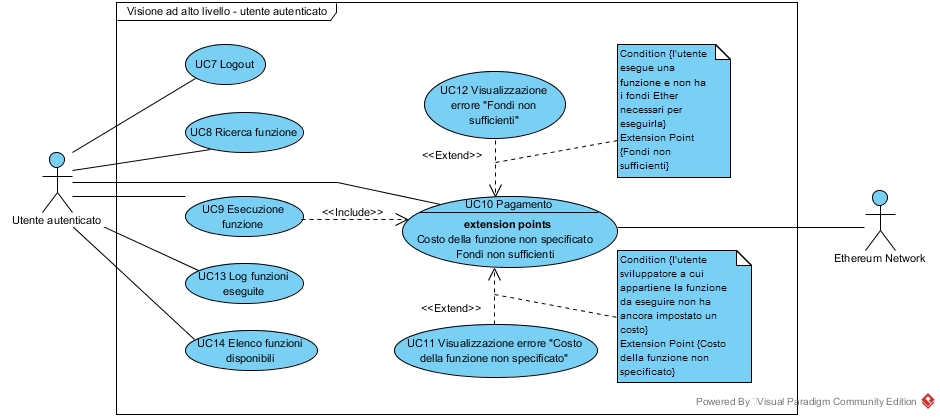 Visione ad alto livello - utente autenticato
UC7 Logout
UC8 Ricerca funzione
UC9 Esecuzione
funzione
UC13 Log funzioni
eseguite
UC14 Elenco funzioni
disponibili
Utente autenticato
<<Include>>
UC12 Visualizzazione
errore "Fondi non
sufficienti"
<<Extend>>
UC10 Pagamento
extension points
Costo della funzione non specificato
Fondi non sufficienti
<<Extend>>
UC11 Visualizzazione errore "Costo
della funzione non specificato"
Condition {l'utente
esegue una
funzione e non ha
i fondi Ether
necessari per
eseguirla}
Extension Point
{Fondi non
sufficienti}
Condition {l'utente
sviluppatore a cui
appartiene la funzione
da eseguire non ha
ancora impostato un
costo}
Extension Point {Costo
della funzione non
specificato}
Ethereum Network
Powered By Visual Paradigm Community Edition